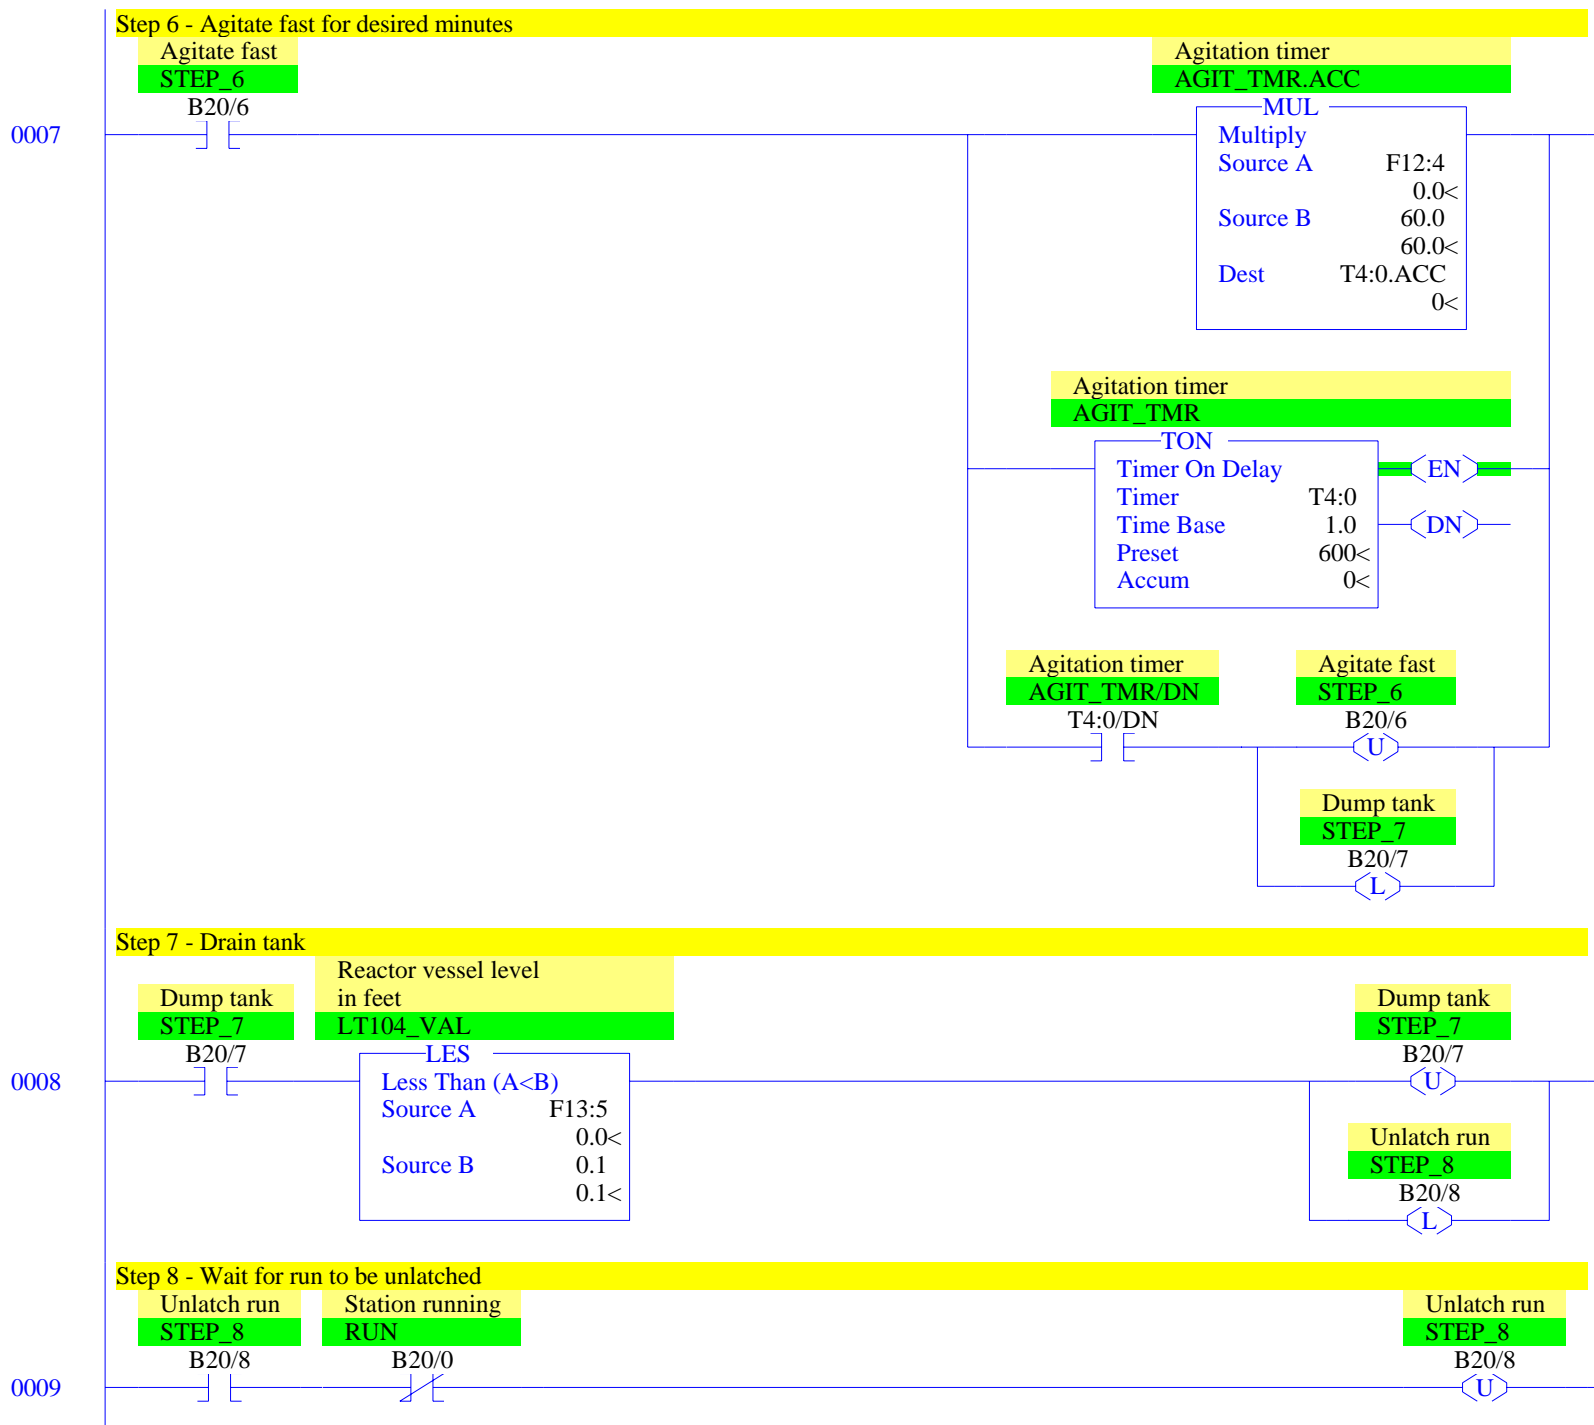 Step 6 - Agitate fast for desired minutes
Agitate fast
STEP_6
B20/6
0007
Agitation timer
AGIT_TMR.ACC
MUL
Multiply
Source A F12:4
0.0<
Source B 60.0
60.0<
Dest T4:0.ACC
0<
Agitation timer
AGIT_TMR
TON
Timer On Delay
Timer T4:0
Time Base 1.0
Preset 600<
Accum 0<
EN
DN
Agitation timer
AGIT_TMR/DN
T4:0/DN
Agitate fast
STEP_6
B20/6
U
Dump tank
STEP_7
B20/7
L
Step 7 - Drain tank
Dump tank
STEP_7
B20/7
0008
Reactor vessel level
in feet
LT104_VAL
LES
Less Than (A<B)
Source A F13:5
0.0<
Source B 0.1
0.1<
Dump tank
STEP_7
B20/7
U
Unlatch run
STEP_8
B20/8
L
Step 8 - Wait for run to be unlatched
Unlatch run
STEP_8
B20/8
0009
Station running
RUN
B20/0
Unlatch run
STEP_8
B20/8
U